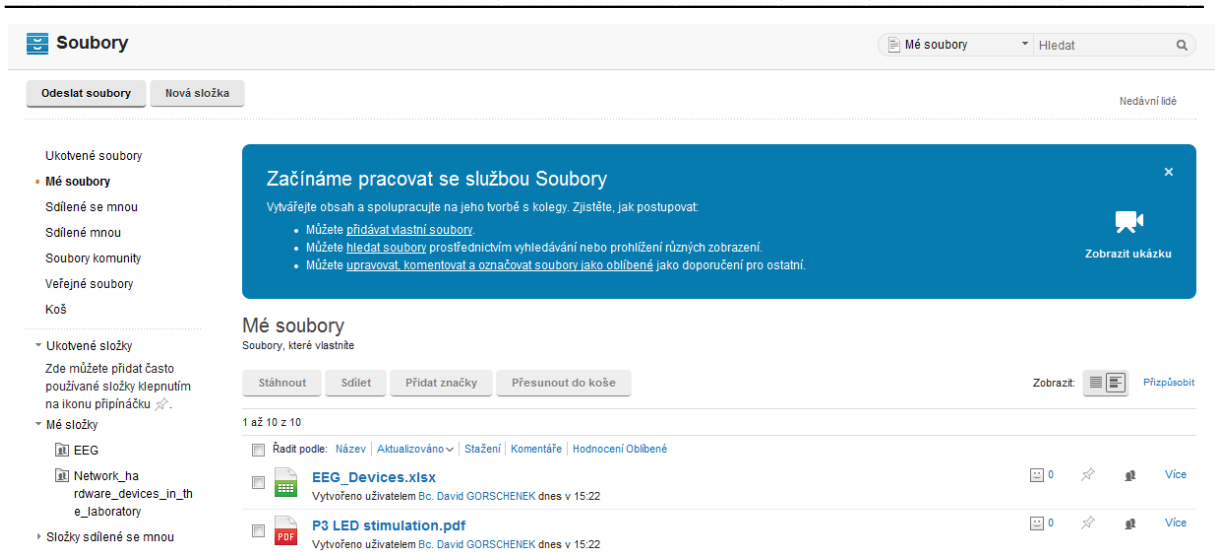 Soubory
Mé soubory
Hledat
Odeslat soubory
Nová složka
Nedávní lidé
Ukotvené soubory
Mé soubory
Sdílené se mnou
Sdílené mnou
Soubory komunity
Veřejné soubory
Koš
Ukotvené složky
Zde můžete přidat často
používané složky klepnutím
na ikonu připínáčku .
Mé složky
EEG
Network_ha
rdware_devices_in_th
e_laboratory
Složky sdílené se mnou
Začínáme pracovat se službou Soubory
Vytvářejte obsah a spolupracujte na jeho tvorbě s kolegy. Zjistěte, jak postupovat:
• Můžete přidávat vlastní soubory.
• Můžete hledat soubory prostřednictvím vyhledávání nebo prohlížení různých zobrazení.
• Můžete upravovat, komentovat a označovat soubory jako oblíbené jako doporučení pro ostatní.
×
Zobrazit ukázku
Mé soubory
Soubory, které vlastníte
Stáhnout
Sdílet
Přidat značky
Přesunout do koše
Zobrazit:
Přizpůsobit
1 až 10 z 10
Řadit podle: Název | Aktualizováno | Stažení | Komentáře | Hodnocení Oblíbené
EEG_Devices.xlsx
Vytvořeno uživatelem Bc. David GORSCHENEK dnes v 15:22
0
Více
PDF
P3 LED stimulation.pdf
Vytvořeno uživatelem Bc. David GORSCHENEK dnes v 15:22
0
Více